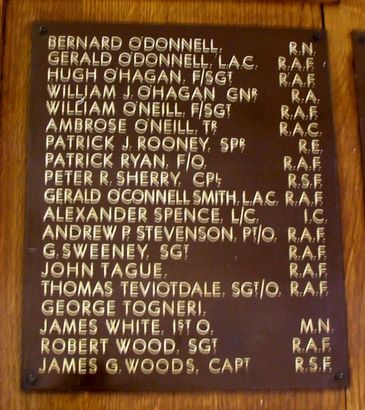 BERNARD O'DONNELL, R.N.
GERALD O'DONNELL, L.A.C. R.A.F.
HUGH O'HAGAN, F/SGT R.A.F.
WILLIAM J. O'HAGAN GNR R.A.
WILLIAM O'NEILL, F/SGT R.A.F.
AMBROSE O'NEILL, TR R.A.C.
PATRICK J. ROONEY, SPR R.E.
PATRICK RYAN, F/O. R.A.F.
PETER R. SHERRY, CPL R.S.F.
GERALD O'CONNELL SMITH, L.A.C. R.A.F.
ALEXANDER SPENCE, L/C. I.C.
ANDREW P. STEVENSON, PT/O. R.A.F.
G. SWEENEY, SGT R.A.F.
JOHN TAGUE, R.A.F.
THOMAS TEVIOTDALE, SGT/O. R.A.F.
GEORGE TOGNERI.
JAMES WHITE, 1ST O. M.N.
ROBERT WOOD, SGT R.A.F.
JAMES G. WOODS, CAPT R.S.F.